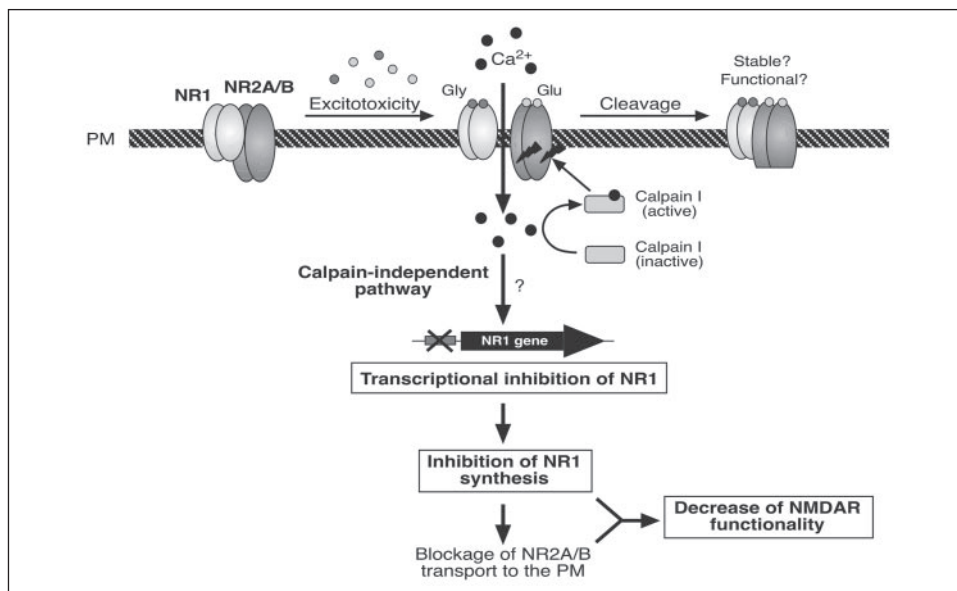 Ca2+
Stable?
Functional?
NR1
NR2A/B
Excitotoxicity
Gly
Glu
Cleavage
PM
Calpain I
(active)
Calpain I
(inactive)
Calpain-independent
pathway
?
NR1 gene
Transcriptional inhibition of NR1
Inhibition of NR1
synthesis
Decrease of NMDAR
functionality
Blockage of NR2A/B
transport to the PM